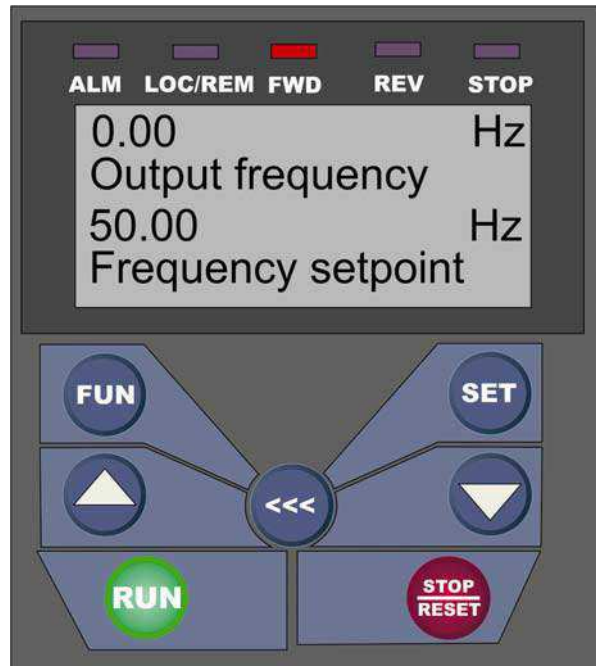 ALM LOC/REM FWD REV STOP
0.00 Hz
Output frequency
50.00 Hz
Frequency setpoint
FUN SET
<<<
RUN STOP
RESET